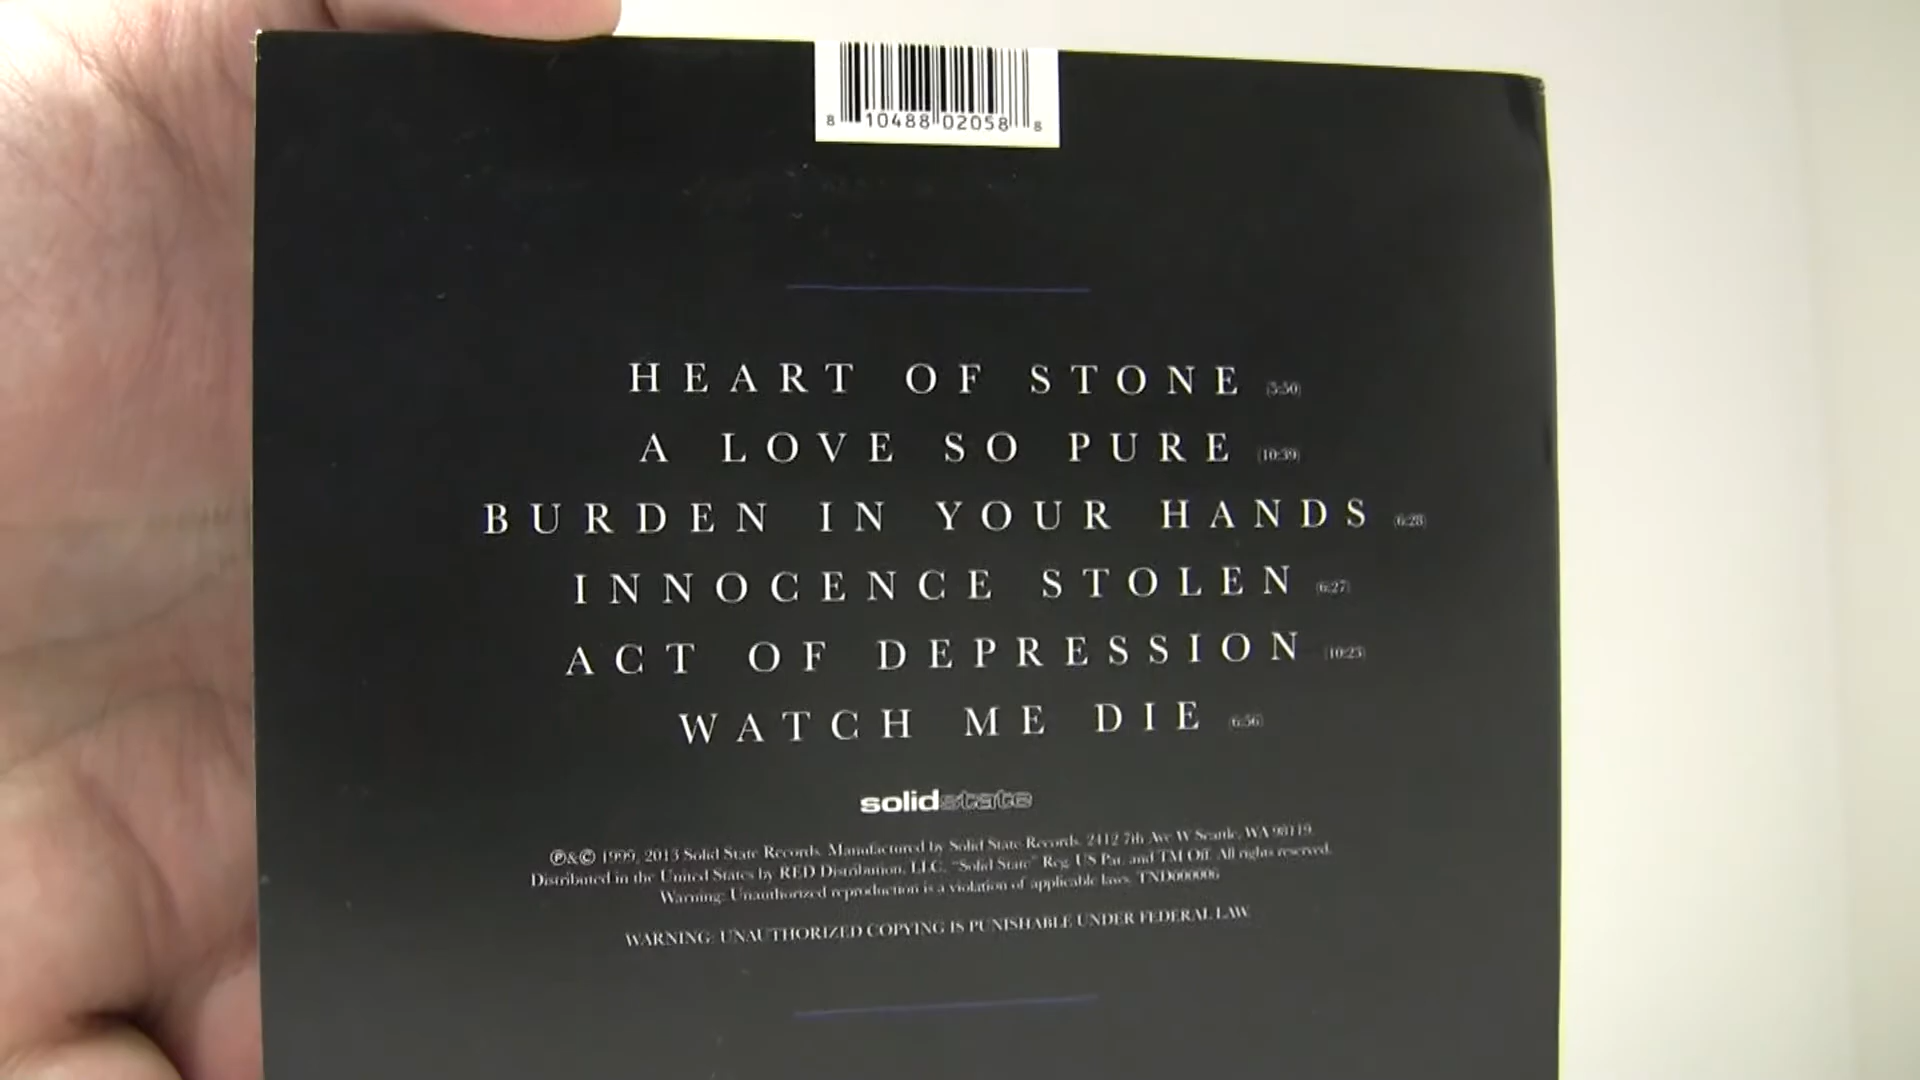 8 10488 02058 8
HEART OF STONE (5:50)
A LOVE SO PURE (10:39)
BURDEN IN YOUR HANDS (6:28)
INNOCENCE STOLEN (6:27)
ACT OF DEPRESSION (10:23)
WATCH ME DIE (6:56)
solidstate
℗&© 1999, 2013 Solid State Records. Manufactured by Solid State Records. 2412 7th Ave W Seattle, WA 98119.
Distributed in the United States by RED Distribution, LLC. "Solid State" Reg. US Pat. and TM Off. All rights reserved.
Warning: Unauthorized reproduction is a violation of applicable laws. TND000006
WARNING: UNAUTHORIZED COPYING IS PUNISHABLE UNDER FEDERAL LAW